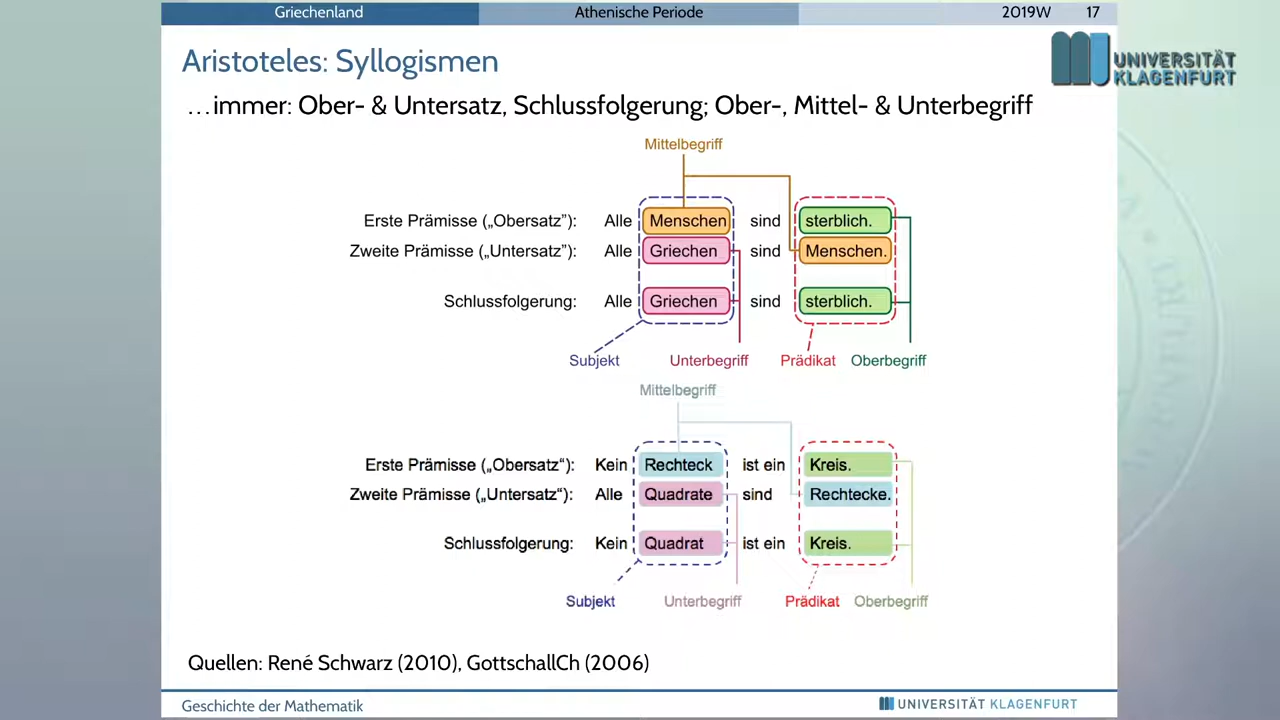 Griechenland Athenische Periode 2019W 17
Aristoteles: Syllogismen
UNIVERSITÄT
KLAGENFURT
…immer: Ober- & Untersatz, Schlussfolgerung; Ober-, Mittel- & Unterbegriff
Mittelbegriff
Erste Prämisse („Obersatz"): Alle Menschen sind sterblich.
Zweite Prämisse („Untersatz"): Alle Griechen sind Menschen.
Schlussfolgerung: Alle Griechen sind sterblich.
Subjekt Unterbegriff Prädikat Oberbegriff
Mittelbegriff
Erste Prämisse („Obersatz“): Kein Rechteck ist ein Kreis.
Zweite Prämisse („Untersatz“): Alle Quadrate sind Rechtecke.
Schlussfolgerung: Kein Quadrat ist ein Kreis.
Subjekt Unterbegriff Prädikat Oberbegriff
Quellen: René Schwarz (2010), GottschallCh (2006)
Geschichte der Mathematik UNIVERSITÄT KLAGENFURT